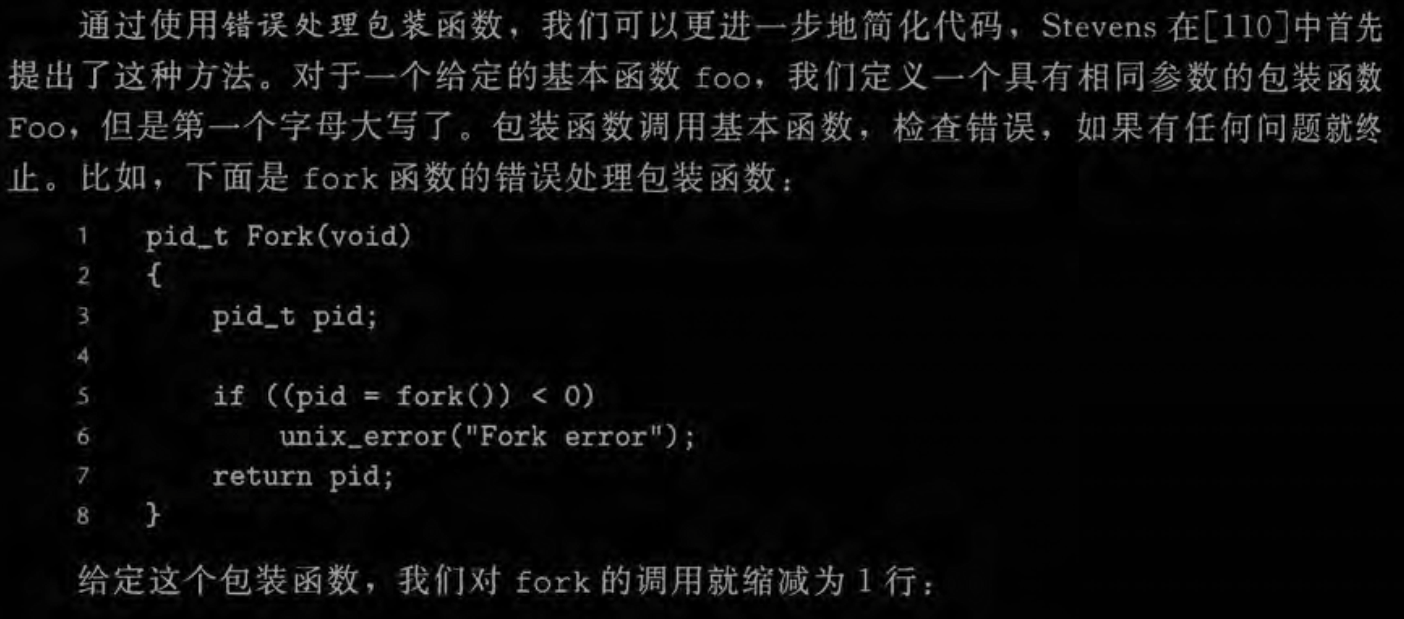 通过使用错误处理包装函数，我们可以更进一步地简化代码，Stevens 在[110]中首先
提出了这种方法。对于一个给定的基本函数 foo，我们定义一个具有相同参数的包装函数
Foo，但是第一个字母大写了。包装函数调用基本函数，检查错误，如果有任何问题就终
止。比如，下面是 fork 函数的错误处理包装函数：
1 pid_t Fork(void)
2 {
3 pid_t pid;
4
5 if ((pid = fork()) < 0)
6 unix_error("Fork error");
7 return pid;
8 }
给定这个包装函数，我们对 fork 的调用就缩减为 1 行：